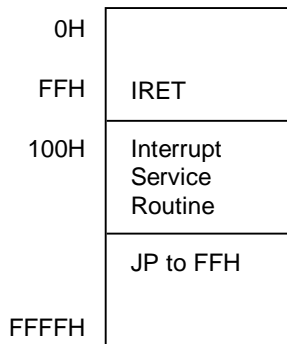 0H
FFH IRET
100H Interrupt
Service
Routine
JP to FFH
FFFFH